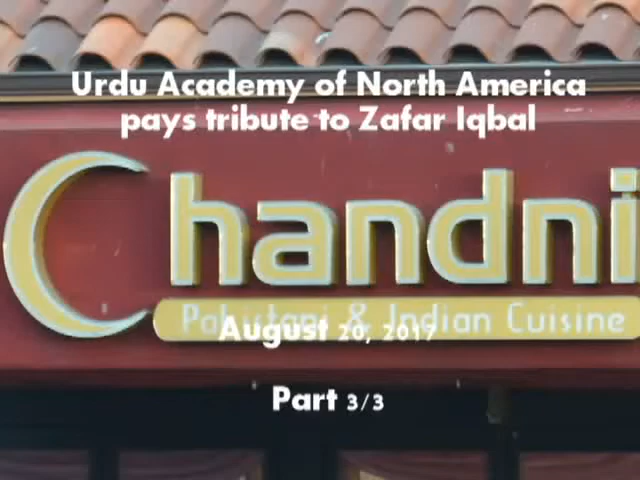 Urdu Academy of North America
pays tribute to Zafar Iqbal
Chandni
Pakistani & Indian Cuisine
August 20, 2017
Part 3/3